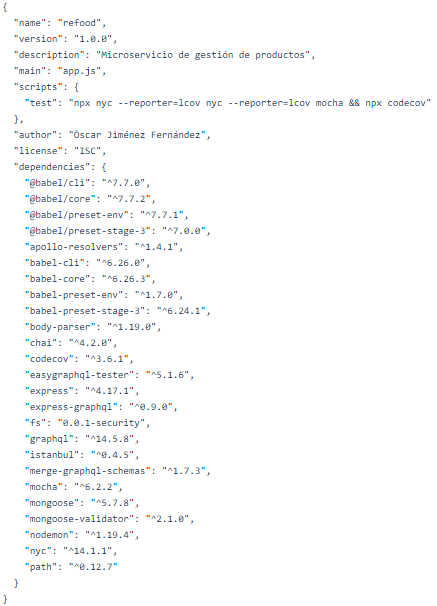 {
  "name": "refood",
  "version": "1.0.0",
  "description": "Microservicio de gestión de productos",
  "main": "app.js",
  "scripts": {
    "test": "npx nyc --reporter=lcov nyc --reporter=lcov mocha && npx codecov"
  },
  "author": "Óscar Jiménez Fernández",
  "license": "ISC",
  "dependencies": {
    "@babel/cli": "^7.7.0",
    "@babel/core": "^7.7.2",
    "@babel/preset-env": "^7.7.1",
    "@babel/preset-stage-3": "^7.0.0",
    "apollo-resolvers": "^1.4.1",
    "babel-cli": "^6.26.0",
    "babel-core": "^6.26.3",
    "babel-preset-env": "^1.7.0",
    "babel-preset-stage-3": "^6.24.1",
    "body-parser": "^1.19.0",
    "chai": "^4.2.0",
    "codecov": "^3.6.1",
    "easygraphql-tester": "^5.1.6",
    "express": "^4.17.1",
    "express-graphql": "^0.9.0",
    "fs": "0.0.1-security",
    "graphql": "^14.5.8",
    "istanbul": "^0.4.5",
    "merge-graphql-schemas": "^1.7.3",
    "mocha": "^6.2.2",
    "mongoose": "^5.7.8",
    "mongoose-validator": "^2.1.0",
    "nodemon": "^1.19.4",
    "nyc": "^14.1.1",
    "path": "^0.12.7"
  }
}